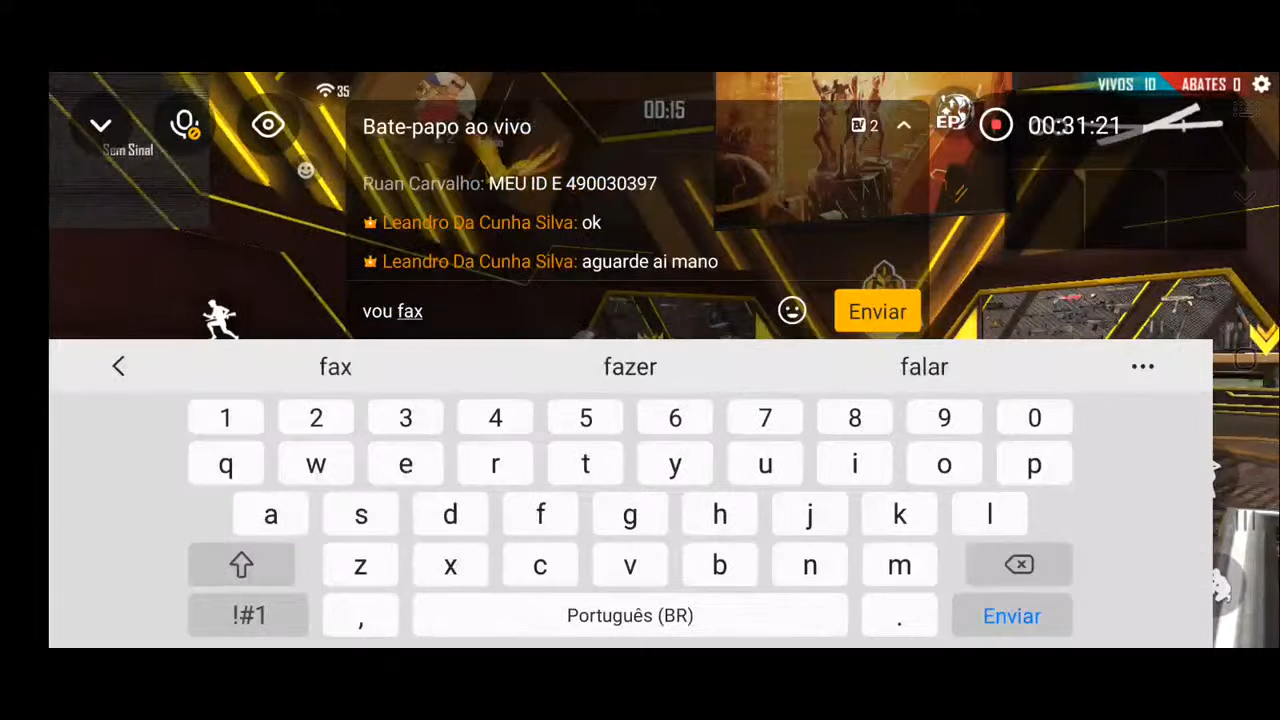 35
VIVOS 10 ABATES 0
00:15
Bate-papo ao vivo
2
EP
00:31:21
Sem Sinal
Ruan Carvalho: MEU ID E 490030397
Leandro Da Cunha Silva: ok
Leandro Da Cunha Silva: aguarde ai mano
vou fax
Enviar
fax fazer falar
1 2 3 4 5 6 7 8 9 0
q w e r t y u i o p
a s d f g h j k l
z x c v b n m
!#1 , Português (BR) . Enviar